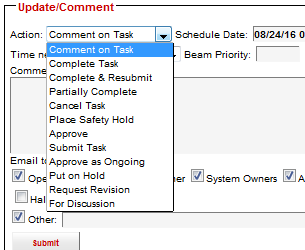 Update/Comment
Action: Comment on Task Schedule Date: 08/24/16 0
Comment on Task
Complete Task
Complete & Resubmit
Partially Complete
Cancel Task
Place Safety Hold
Approve
Submit Task
Approve as Ongoing
Put on Hold
Request Revision
For Discussion
Time ne Beam Priority:
Comme
Email to
Ope ner System Owners A
Hal
Other:
Submit